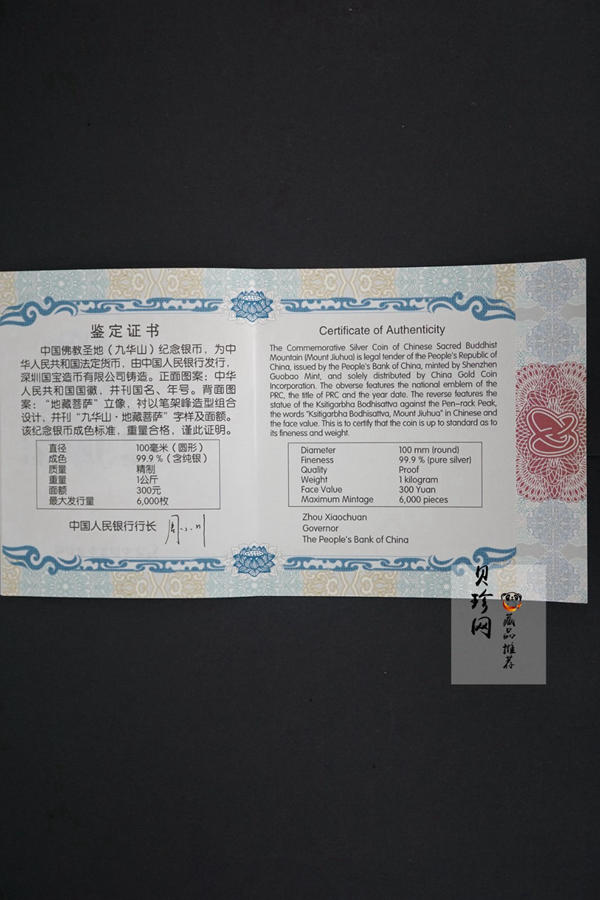 鉴定证书
中国佛教圣地（九华山）纪念银币，为中
华人民共和国法定货币，由中国人民银行发行，
深圳国宝造币有限公司铸造。正面图案：中华
人民共和国国徽，并刊国名、年号。背面图
案：“地藏菩萨”立像，衬以笔架峰造型组合
设计，并刊“九华山·地藏菩萨”字样及面额。
该纪念银币成色标准，重量合格，谨此证明。
直径 100毫米（圆形）
成色 99.9％（含纯银）
质量 精制
重量 1公斤
面额 300元
最大发行量 6,000枚
中国人民银行行长
Certificate of Authenticity
The Commemorative Silver Coin of Chinese Sacred Buddhist
Mountain (Mount Jiuhua) is legal tender of the People's Republic of
China, issued by the People's Bank of China, minted by Shenzhen
Guobao Mint, and solely distributed by China Gold Coin
Incorporation. The obverse features the national emblem of the
PRC, the title of PRC and the year date. The reverse features the
statue of the Ksitigarbha Bodhisattva against the Pen-rack Peak,
the words "Ksitigarbha Bodhisattva, Mount Jiuhua" in Chinese and
the face value. This is to certify that the coin is up to standard as to
its fineness and weight.
Diameter 100 mm (round)
Fineness 99.9 % (pure silver)
Quality Proof
Weight 1 kilogram
Face Value 300 Yuan
Maximum Mintage 6,000 pieces
Zhou Xiaochuan
Governor
The People's Bank of China
贝珍网
藏品推荐